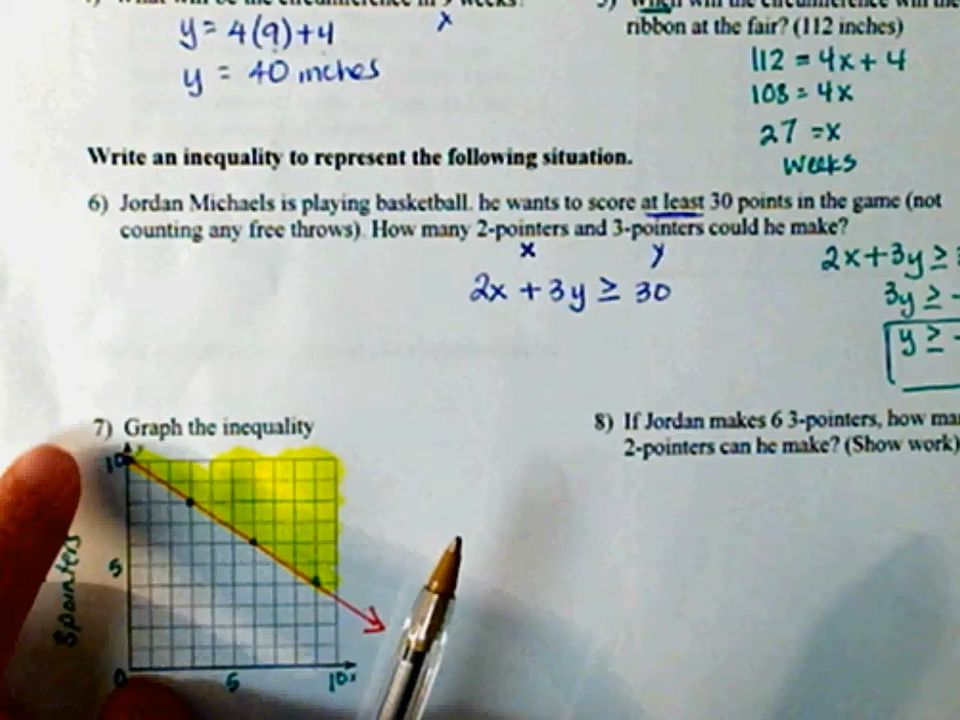 y = 4(9)+4
x
y = 40 inches
ribbon at the fair? (112 inches)
112 = 4x + 4
108 = 4x
27 = x
weeks
Write an inequality to represent the following situation.
6) Jordan Michaels is playing basketball. he wants to score at least 30 points in the game (not
counting any free throws). How many 2-pointers and 3-pointers could he make?
x y
2x + 3y ≥ 30
2x+3y ≥
3y ≥ -
y ≥ -
7) Graph the inequality
8) If Jordan makes 6 3-pointers, how
2-pointers can he make? (Show work)
y
10
5
3pointers
0 5 10 x